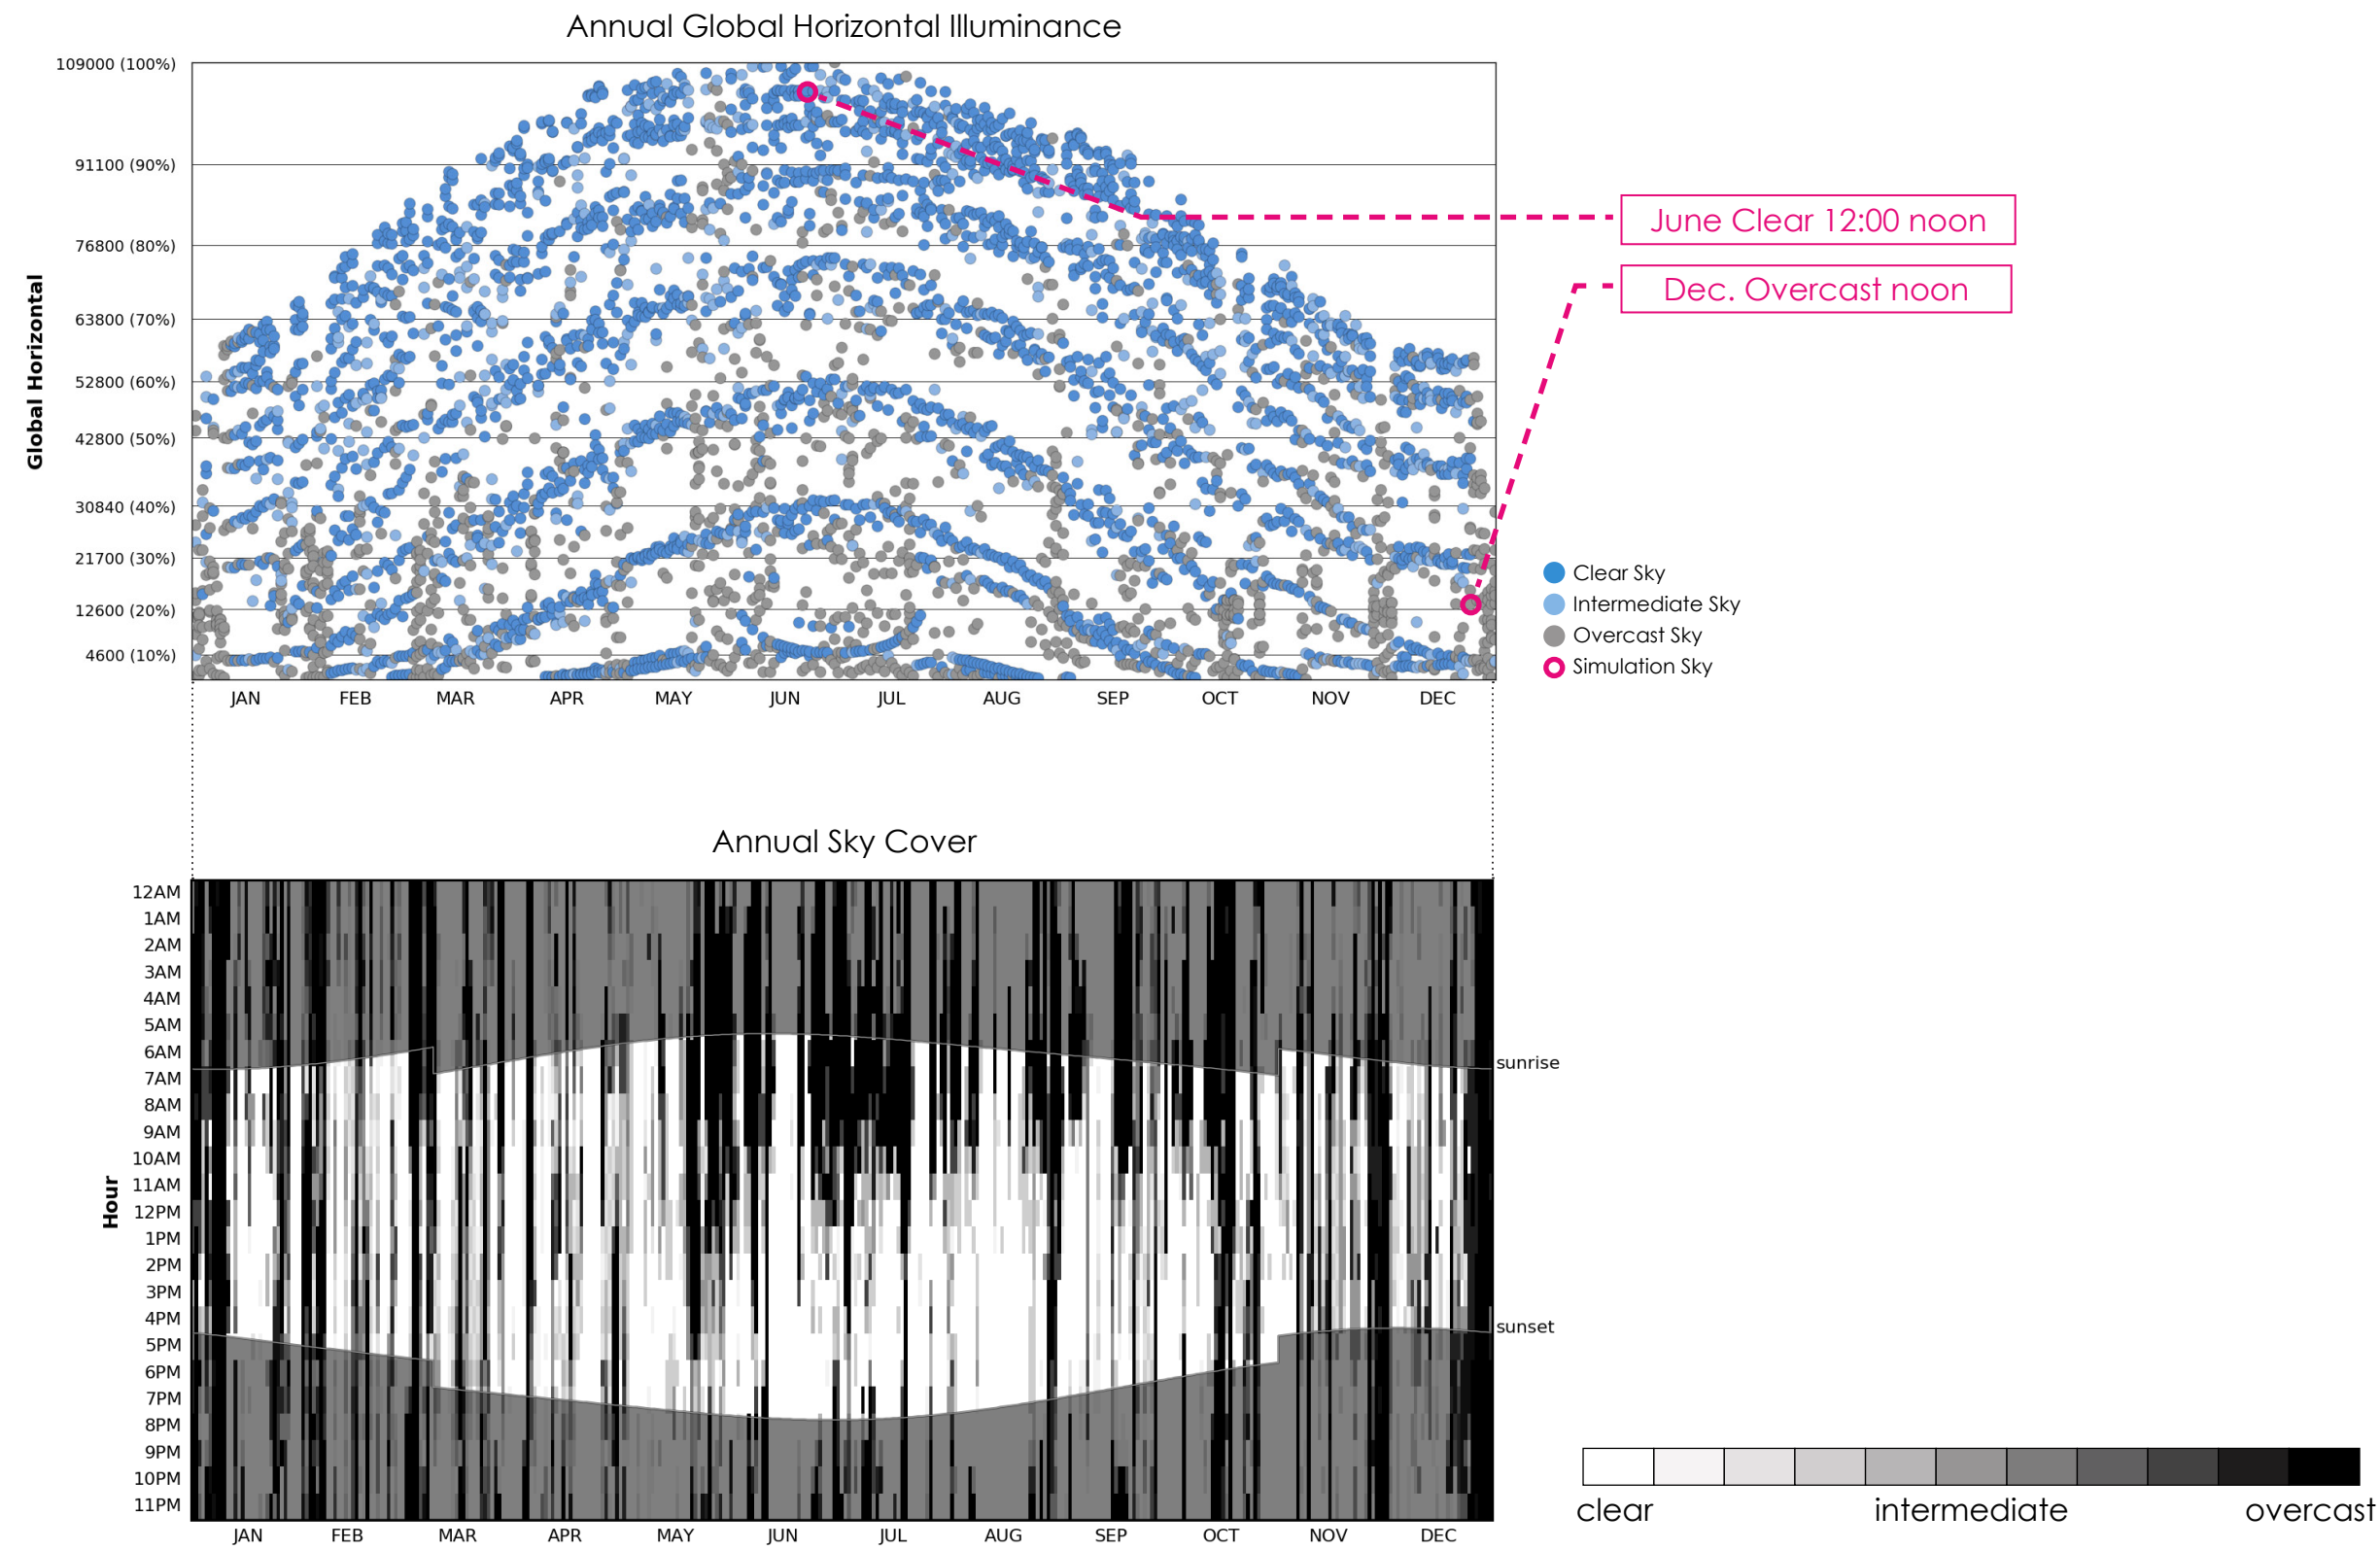 Annual Global Horizontal Illuminance
109000 (100%)
91100 (90%)
76800 (80%)
63800 (70%)
52800 (60%)
42800 (50%)
30840 (40%)
21700 (30%)
12600 (20%)
4600 (10%)
Global Horizontal
JAN FEB MAR APR MAY JUN JUL AUG SEP OCT NOV DEC
June Clear 12:00 noon
Dec. Overcast noon
Clear Sky
Intermediate Sky
Overcast Sky
Simulation Sky
Annual Sky Cover
12AM
1AM
2AM
3AM
4AM
5AM
6AM
7AM
8AM
9AM
10AM
11AM
12PM
1PM
2PM
3PM
4PM
5PM
6PM
7PM
8PM
9PM
10PM
11PM
Hour
sunrise
sunset
JAN FEB MAR APR MAY JUN JUL AUG SEP OCT NOV DEC
clear intermediate overcast